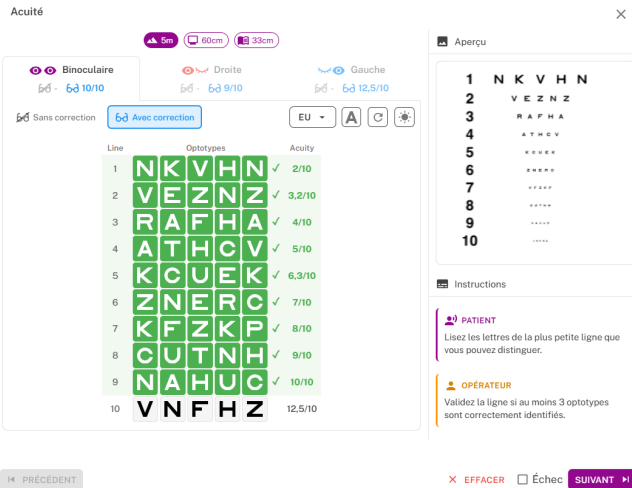 Acuité
5m 60cm 33cm
Binoculaire Droite Gauche
- 10/10 - 9/10 - 12,5/10
Sans correction Avec correction EU A
Line Optotypes Acuity
1 N K V H N 2/10
2 V E Z N Z 3,2/10
3 R A F H A 4/10
4 A T H C V 5/10
5 K C U E K 6,3/10
6 Z N E R C 7/10
7 K F Z K P 8/10
8 C U T N H 9/10
9 N A H U C 10/10
10 V N F H Z 12,5/10
Aperçu
1 N K V H N
2 V E Z N Z
3 R A F H A
4 A T H C V
5 K C U E K
6 Z N E R C
7 K F Z K P
8
9
10
Instructions
PATIENT
Lisez les lettres de la plus petite ligne que
vous pouvez distinguer.
OPÉRATEUR
Validez la ligne si au moins 3 optotypes
sont correctement identifiés.
PRÉCÉDENT EFFACER Échec SUIVANT